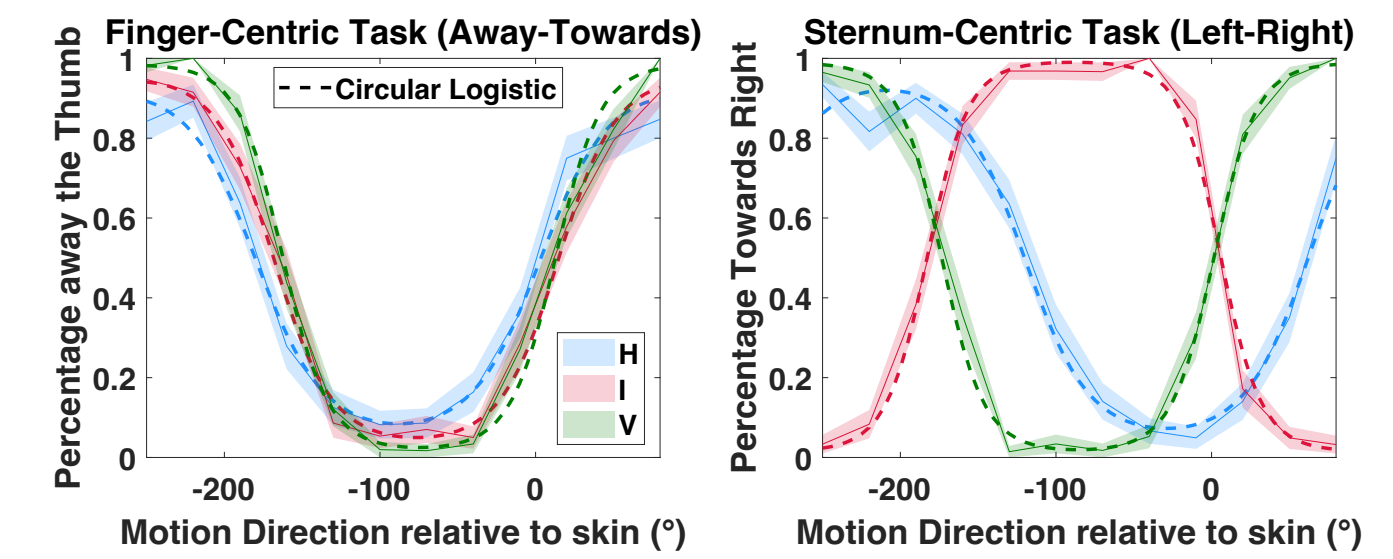 Finger-Centric Task (Away-Towards)
Percentage away the Thumb
1
0.8
0.6
0.4
0.2
0
-200
-100
0
Motion Direction relative to skin (°)
---Circular Logistic
H
I
V
Sternum-Centric Task (Left-Right)
Percentage Towards Right
1
0.8
0.6
0.4
0.2
0
-200
-100
0
Motion Direction relative to skin (°)